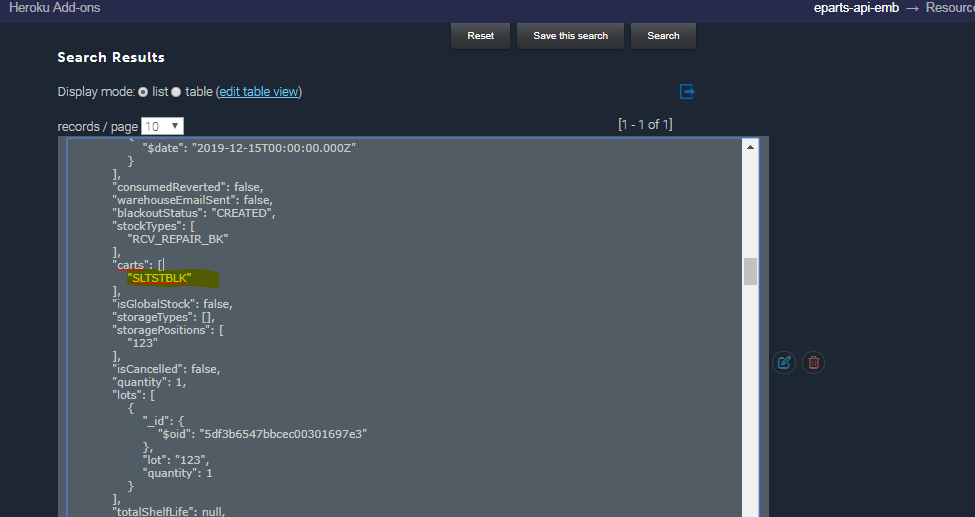 Heroku Add-ons
eparts-api-emb → Resourc
Reset Save this search Search
Search Results
Display mode: list table (edit table view)
records / page 10 [1 - 1 of 1]
"$date": "2019-12-15T00:00:00.000Z"
}
],
"consumedReverted": false,
"warehouseEmailSent": false,
"blackoutStatus": "CREATED",
"stockTypes": [
"RCV_REPAIR_BK"
],
"carts": [
"SLTSTBLK"
],
"isGlobalStock": false,
"storageTypes": [],
"storagePositions": [
"123"
],
"isCancelled": false,
"quantity": 1,
"lots": [
{
"_id": {
"$oid": "5df3b6547bbcec00301697e3"
},
"lot": "123",
"quantity": 1
}
],
"totalShelfLife": null,